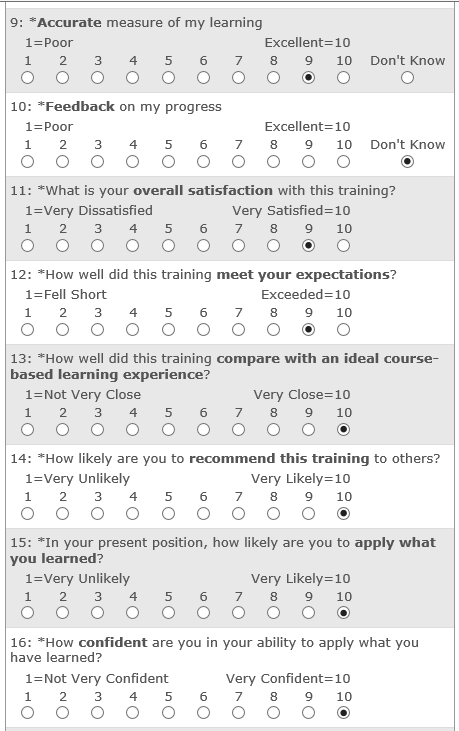 9: *Accurate measure of my learning
1=Poor Excellent=10
1 2 3 4 5 6 7 8 9 10 Don't Know
10: *Feedback on my progress
1=Poor Excellent=10
1 2 3 4 5 6 7 8 9 10 Don't Know
11: *What is your overall satisfaction with this training?
1=Very Dissatisfied Very Satisfied=10
1 2 3 4 5 6 7 8 9 10
12: *How well did this training meet your expectations?
1=Fell Short Exceeded=10
1 2 3 4 5 6 7 8 9 10
13: *How well did this training compare with an ideal course-
based learning experience?
1=Not Very Close Very Close=10
1 2 3 4 5 6 7 8 9 10
14: *How likely are you to recommend this training to others?
1=Very Unlikely Very Likely=10
1 2 3 4 5 6 7 8 9 10
15: *In your present position, how likely are you to apply what
you learned?
1=Very Unlikely Very Likely=10
1 2 3 4 5 6 7 8 9 10
16: *How confident are you in your ability to apply what you
have learned?
1=Not Very Confident Very Confident=10
1 2 3 4 5 6 7 8 9 10